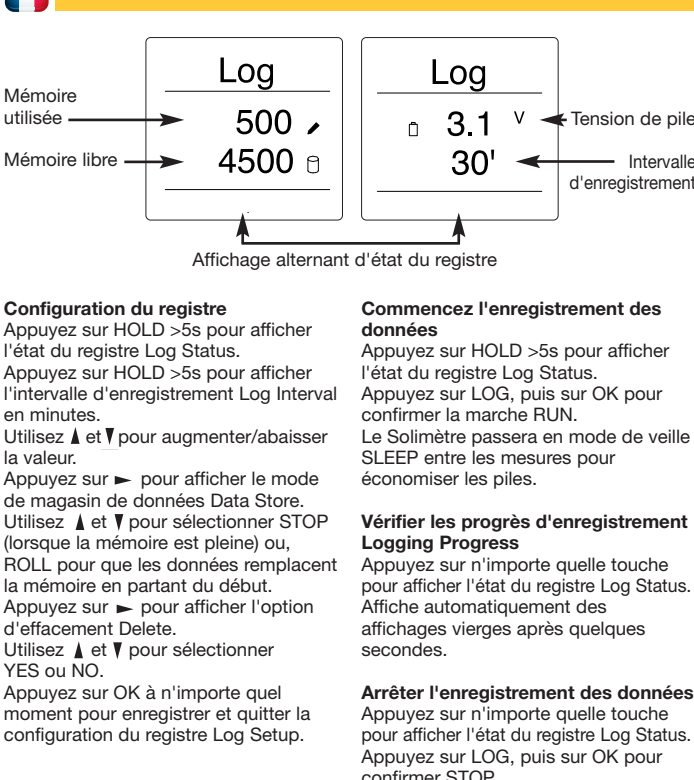 Log
Log
Mémoire
utilisée
500
3.1 V
Tension de pile
Mémoire libre
4500
30'
Intervalle
d'enregistrement
Affichage alternant d'état du registre
Configuration du registre
Appuyez sur HOLD >5s pour afficher
l'état du registre Log Status.
Appuyez sur HOLD >5s pour afficher
l'intervalle d'enregistrement Log Interval
en minutes.
Utilisez ▲ et ▼ pour augmenter/abaisser
la valeur.
Appuyez sur ► pour afficher le mode
de magasin de données Data Store.
Utilisez ▲ et ▼ pour sélectionner STOP
(lorsque la mémoire est pleine) ou,
ROLL pour que les données remplacent
la mémoire en partant du début.
Appuyez sur ► pour afficher l'option
d'effacement Delete.
Utilisez ▲ et ▼ pour sélectionner
YES ou NO.
Appuyez sur OK à n'importe quel
moment pour enregistrer et quitter la
configuration du registre Log Setup.
Commencez l'enregistrement des
données
Appuyez sur HOLD >5s pour afficher
l'état du registre Log Status.
Appuyez sur LOG, puis sur OK pour
confirmer la marche RUN.
Le Solimètre passera en mode de veille
SLEEP entre les mesures pour
économiser les piles.
Vérifier les progrès d'enregistrement
Logging Progress
Appuyez sur n'importe quelle touche
pour afficher l'état du registre Log Status.
Affiche automatiquement des
affichages vierges après quelques
secondes.
Arrêter l'enregistrement des données
Appuyez sur n'importe quelle touche
pour afficher l'état du registre Log Status.
Appuyez sur LOG, puis sur OK pour
confirmer STOP